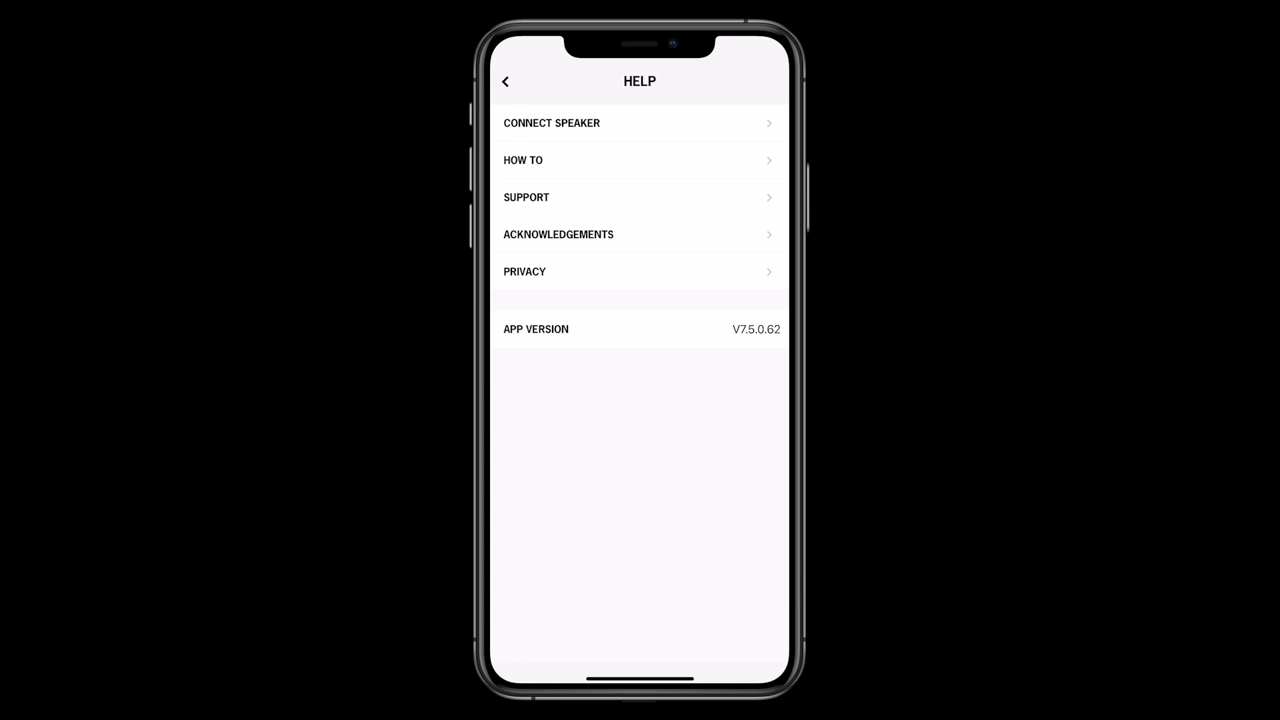 HELP
CONNECT SPEAKER
HOW TO
SUPPORT
ACKNOWLEDGEMENTS
PRIVACY
APP VERSION V7.5.0.62